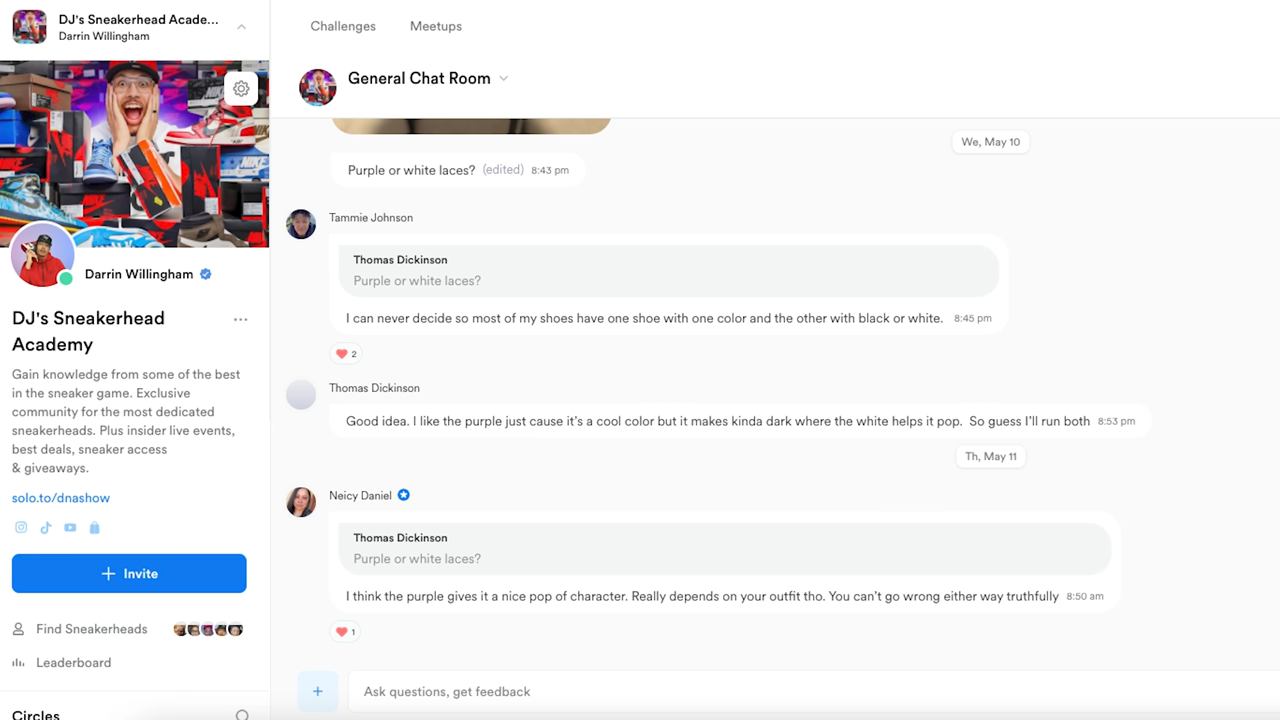 DJ's Sneakerhead Acade...
Darrin Willingham
Challenges
Meetups
General Chat Room
We, May 10
Purple or white laces? (edited) 8:43 pm
Tammie Johnson
Thomas Dickinson
Purple or white laces?
I can never decide so most of my shoes have one shoe with one color and the other with black or white. 8:45 pm
2
Thomas Dickinson
Good idea. I like the purple just cause it's a cool color but it makes kinda dark where the white helps it pop. So guess I'll run both 8:53 pm
Th, May 11
Neicy Daniel
Thomas Dickinson
Purple or white laces?
I think the purple gives it a nice pop of character. Really depends on your outfit tho. You can't go wrong either way truthfully 8:50 am
1
Ask questions, get feedback
Darrin Willingham
DJ's Sneakerhead
Academy
Gain knowledge from some of the best
in the sneaker game. Exclusive
community for the most dedicated
sneakerheads. Plus insider live events,
best deals, sneaker access
& giveaways.
solo.to/dnashow
Invite
Find Sneakerheads
Leaderboard
Circles